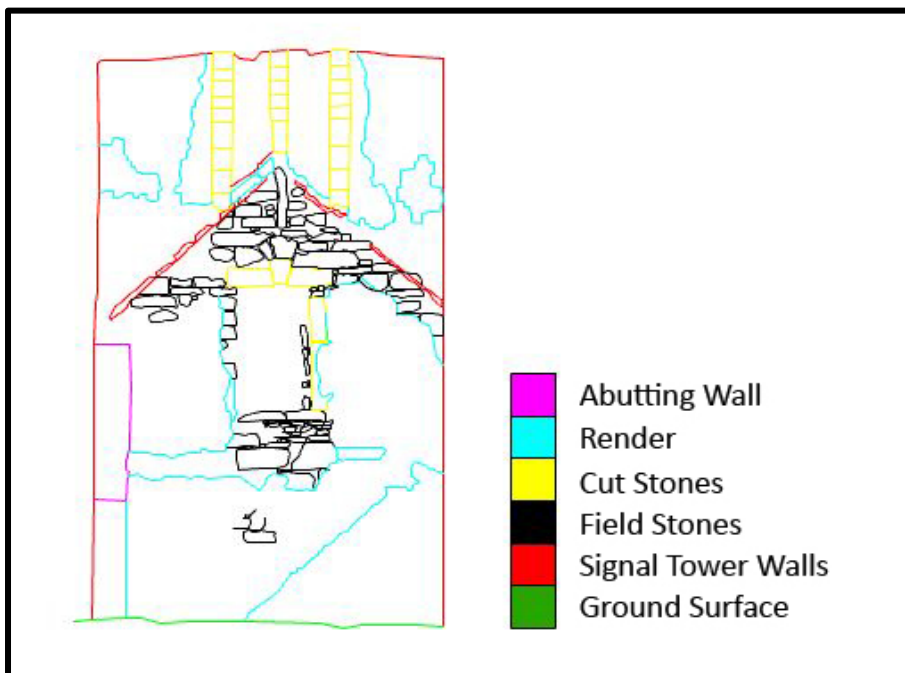 Abutting Wall
Render
Cut Stones
Field Stones
Signal Tower Walls
Ground Surface